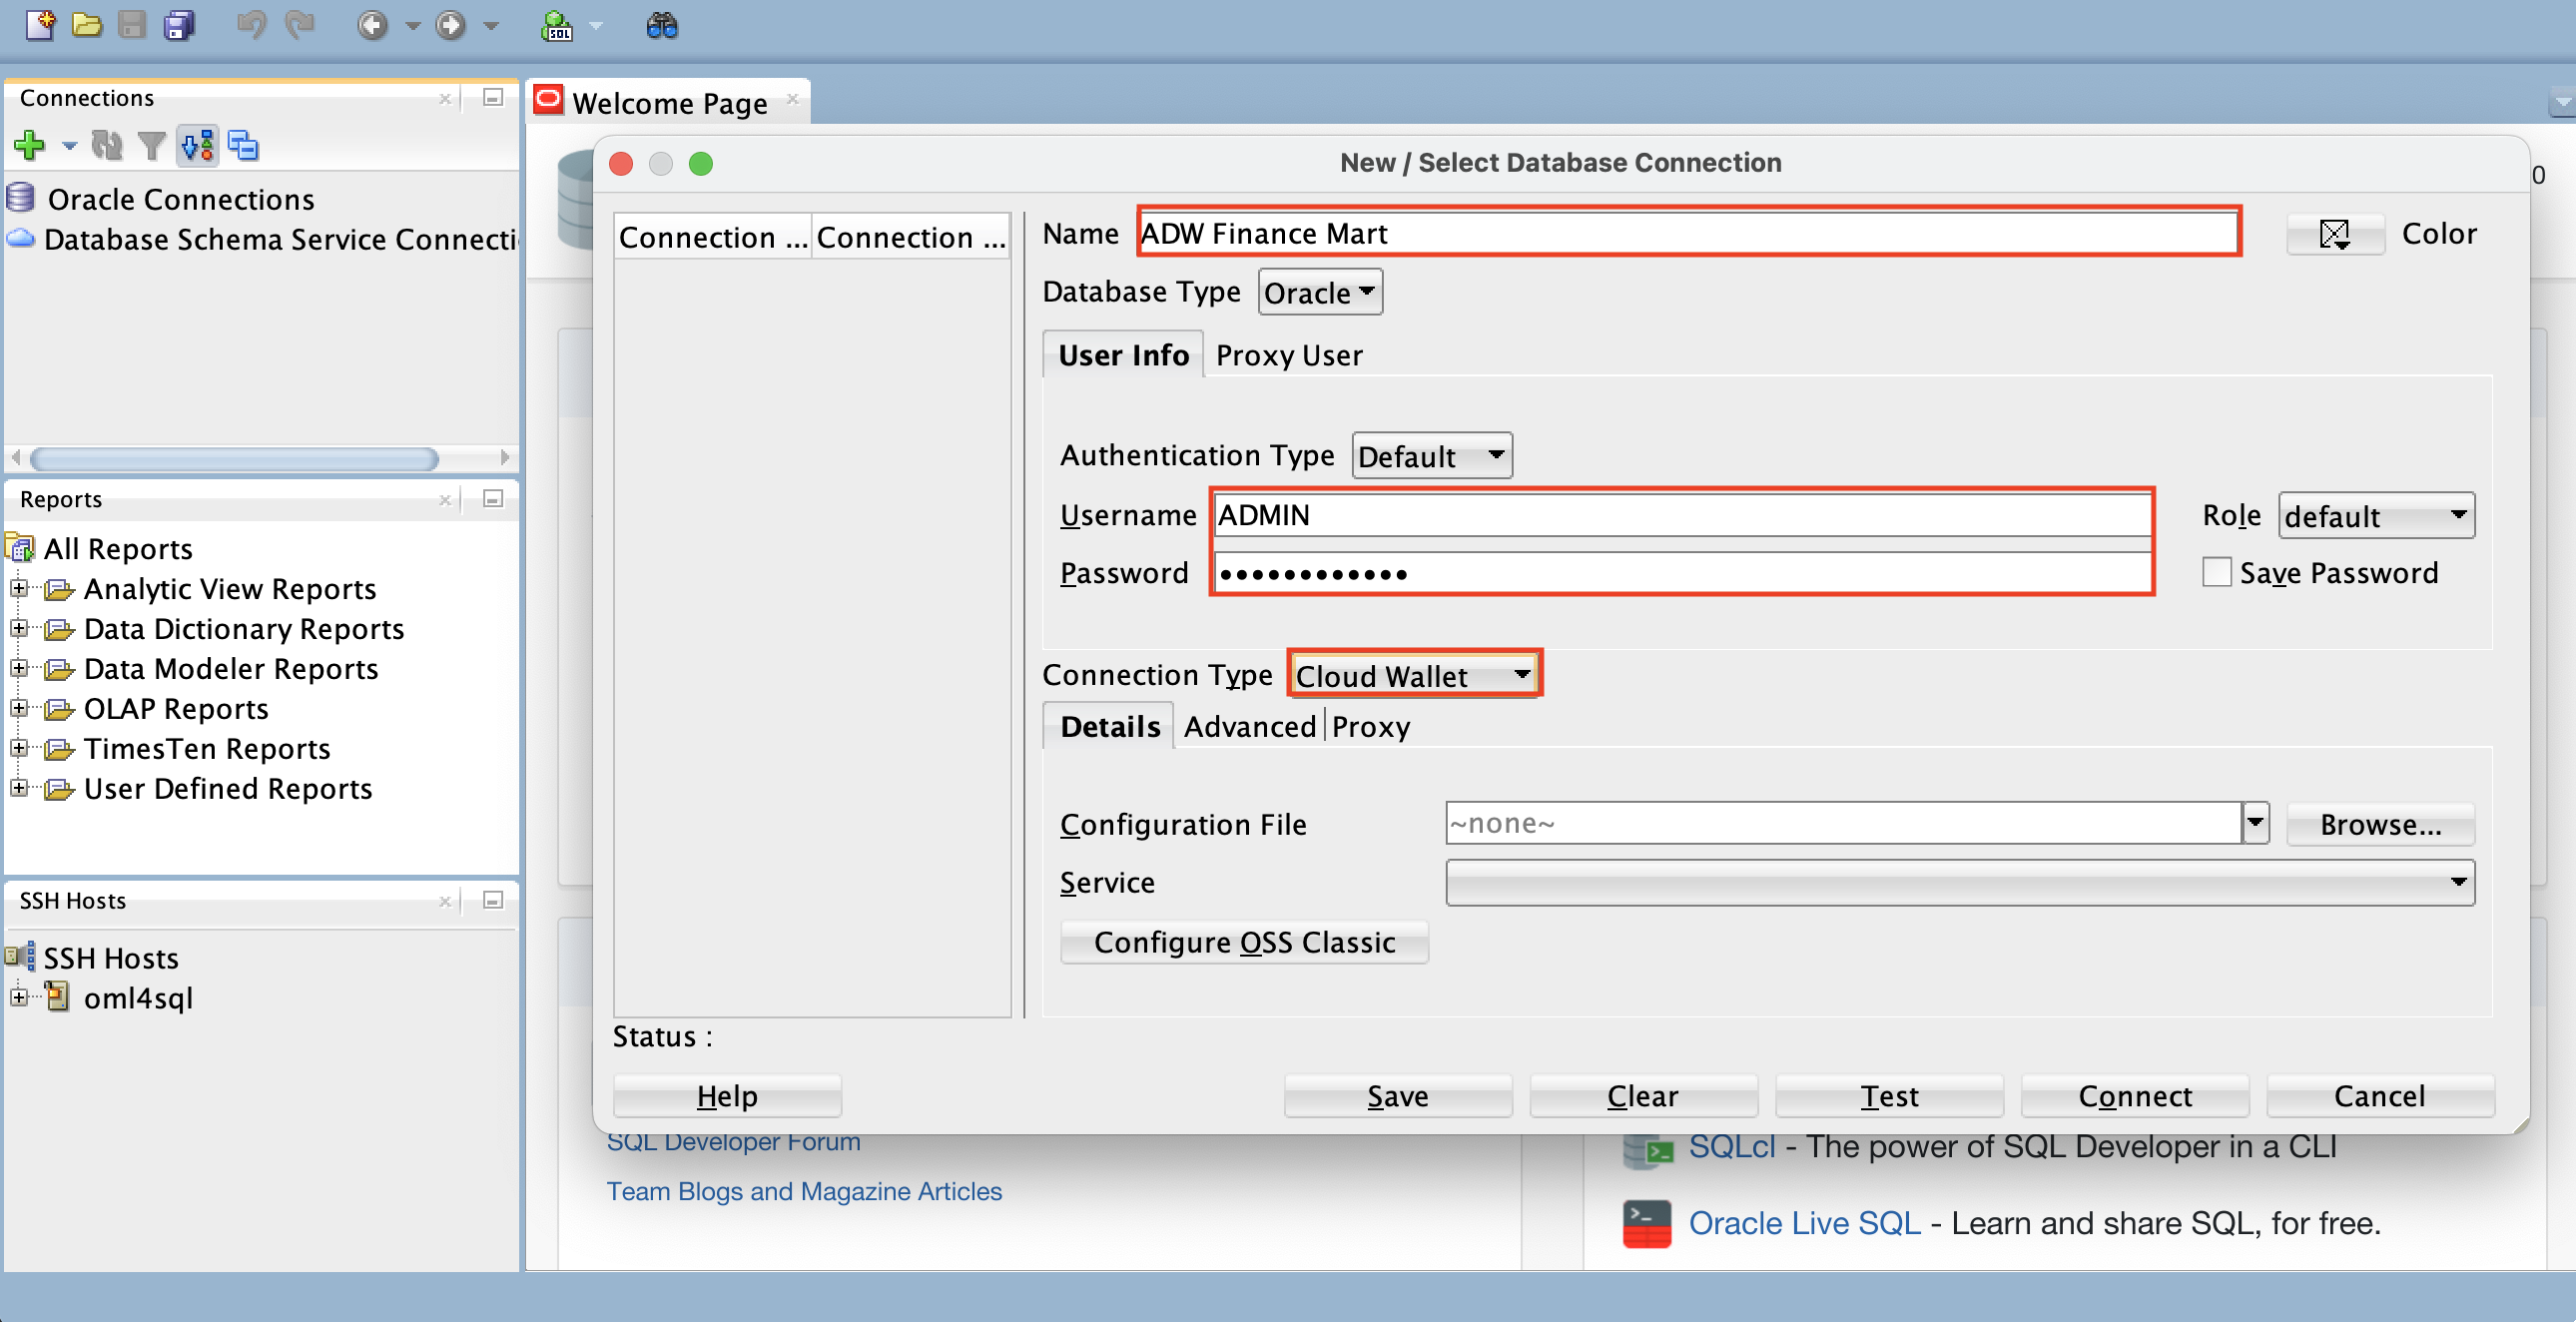 SQL
Connections
Oracle Connections
Database Schema Service Connecti
Reports
All Reports
Analytic View Reports
Data Dictionary Reports
Data Modeler Reports
OLAP Reports
TimesTen Reports
User Defined Reports
SSH Hosts
SSH Hosts
oml4sql
Welcome Page
New / Select Database Connection
Connection ... Connection ...
Name ADW Finance Mart Color
Database Type Oracle
User Info Proxy User
Authentication Type Default
Username ADMIN Role default
Password •••••••••••• Save Password
Connection Type Cloud Wallet
Details Advanced Proxy
Configuration File ~none~ Browse...
Service
Configure OSS Classic
Status :
Help Save Clear Test Connect Cancel
SQL Developer Forum
Team Blogs and Magazine Articles
SQLcl - The power of SQL Developer in a CLI
Oracle Live SQL - Learn and share SQL, for free.